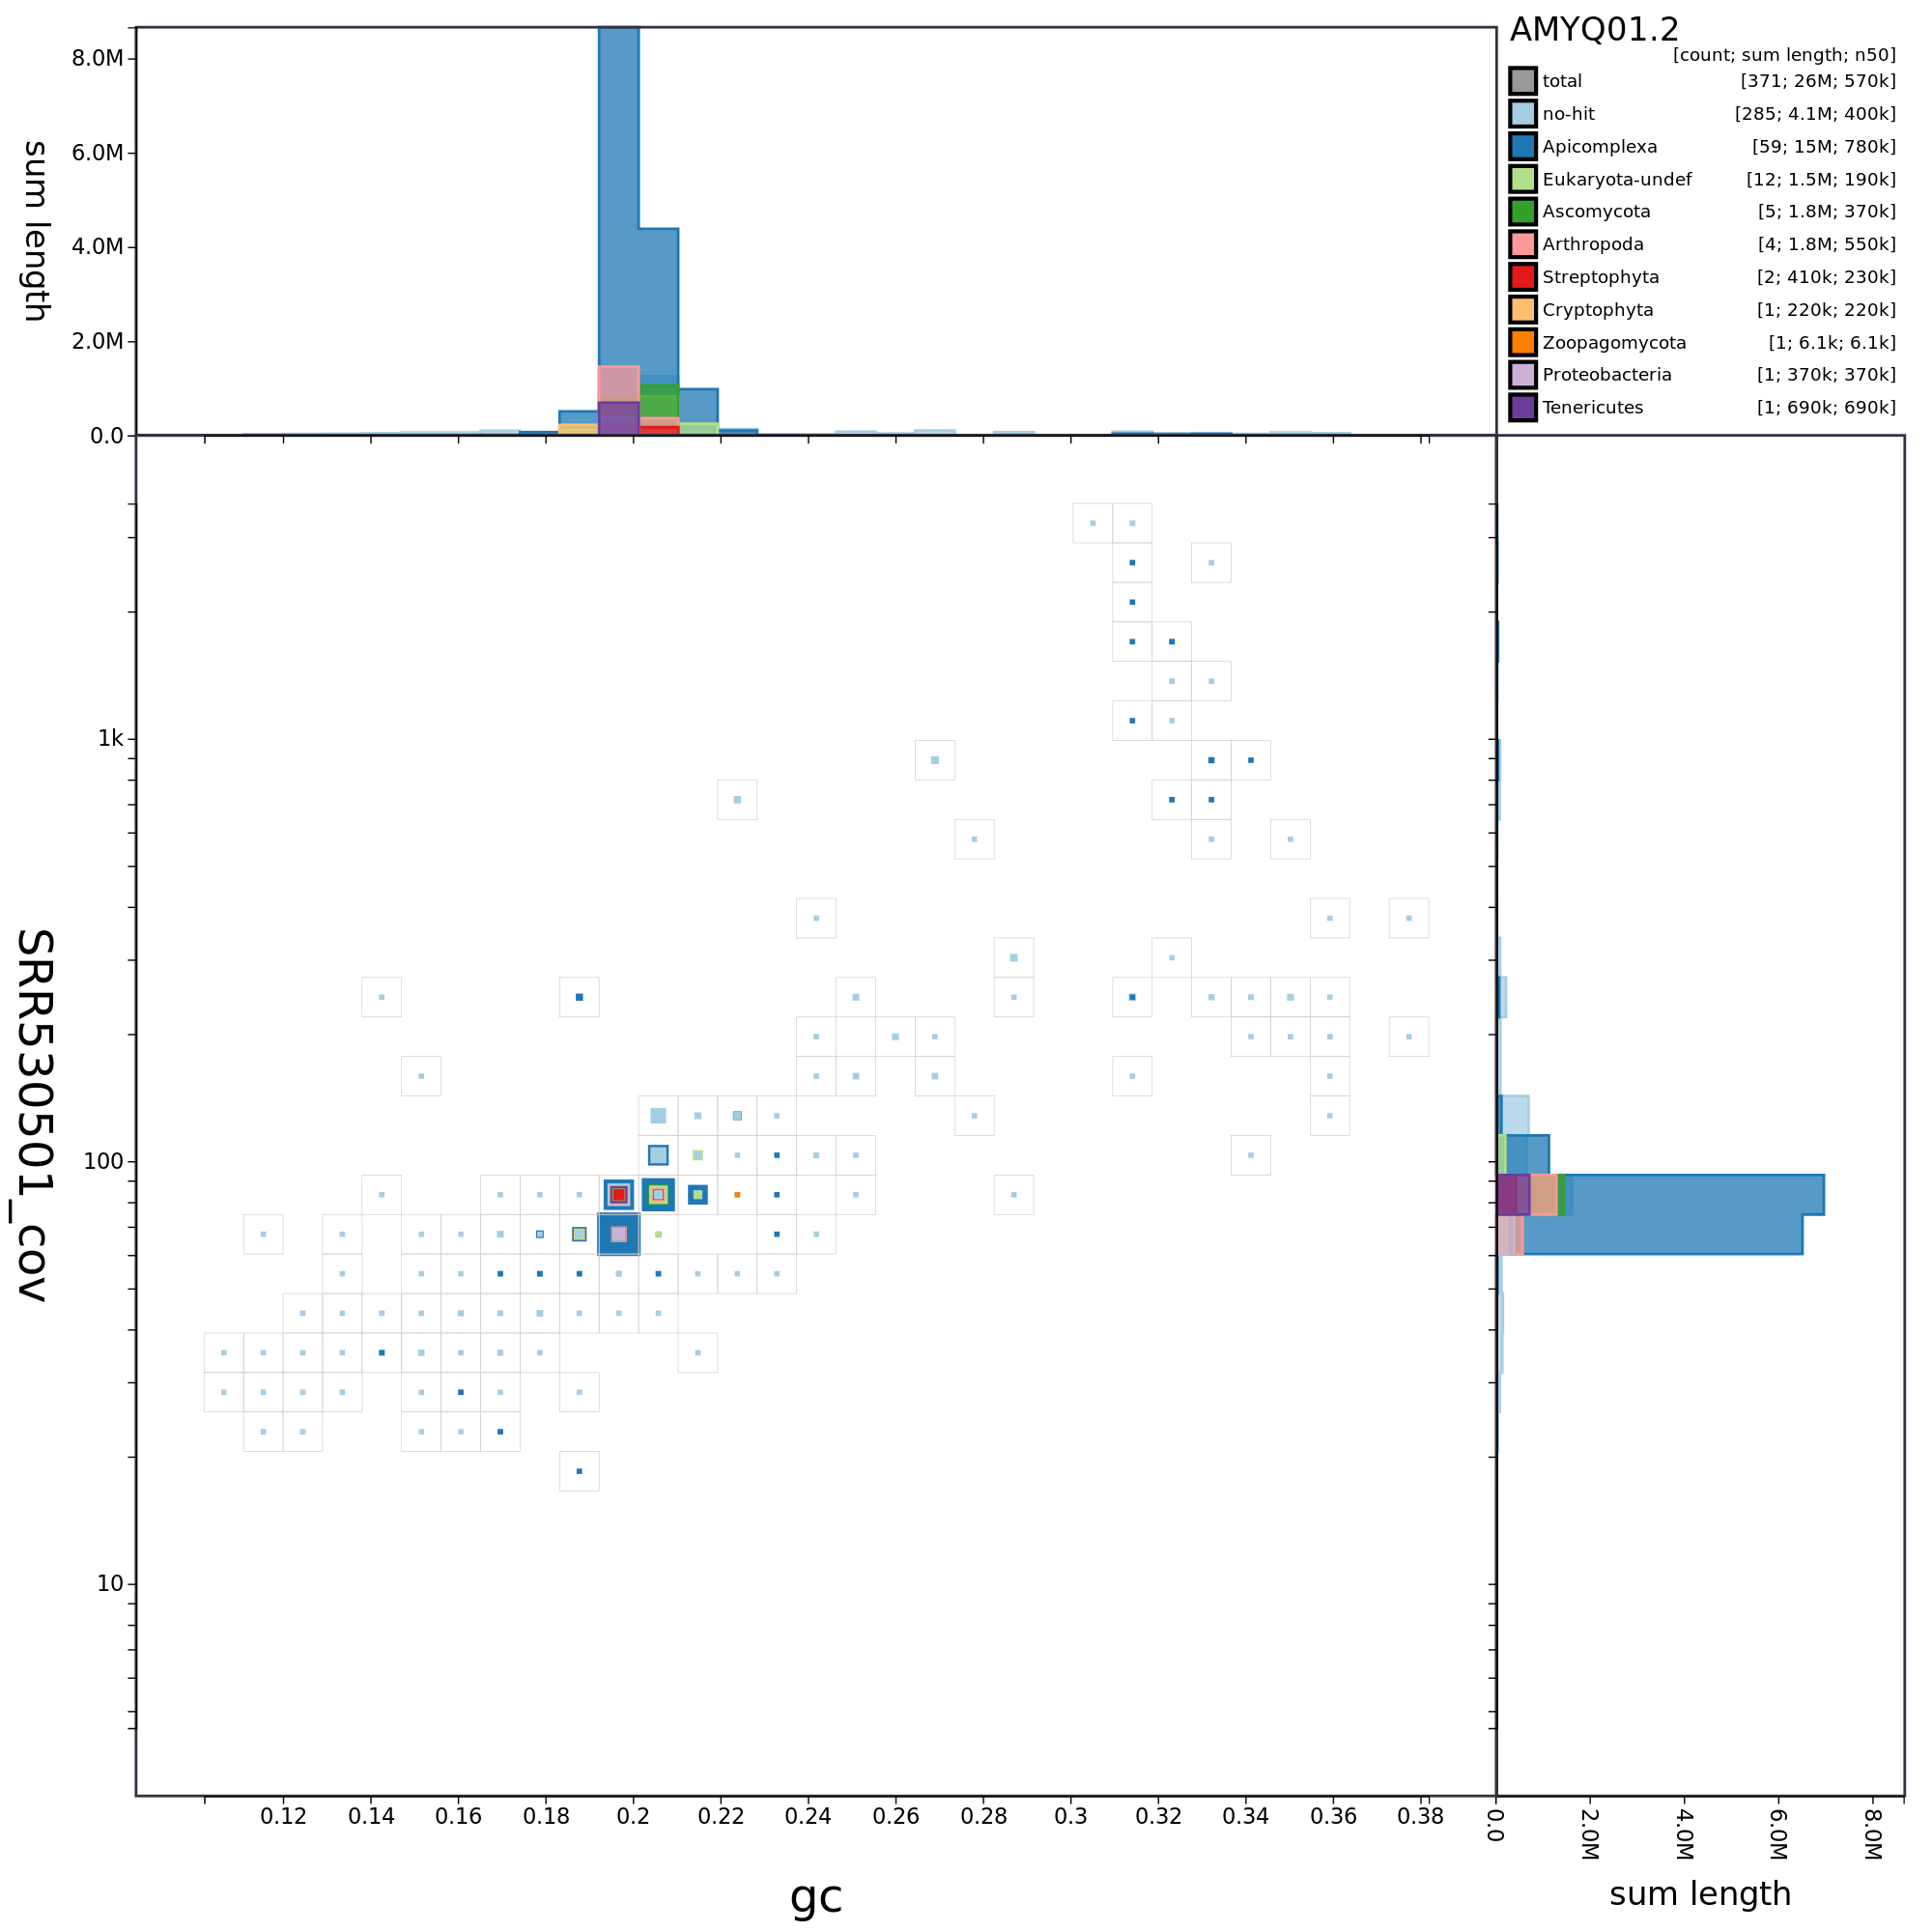 AMYQ01.2
[count; sum length; n50]
total [371; 26M; 570k]
no-hit [285; 4.1M; 400k]
Apicomplexa [59; 15M; 780k]
Eukaryota-undef [12; 1.5M; 190k]
Ascomycota [5; 1.8M; 370k]
Arthropoda [4; 1.8M; 550k]
Streptophyta [2; 410k; 230k]
Cryptophyta [1; 220k; 220k]
Zoopagomycota [1; 6.1k; 6.1k]
Proteobacteria [1; 370k; 370k]
Tenericutes [1; 690k; 690k]
sum length
8.0M
6.0M
4.0M
2.0M
0.0
SRR530501_cov
1k
100
10
0.12 0.14 0.16 0.18 0.2 0.22 0.24 0.26 0.28 0.3 0.32 0.34 0.36 0.38
gc
0.0 2.0M 4.0M 6.0M 8.0M
sum length